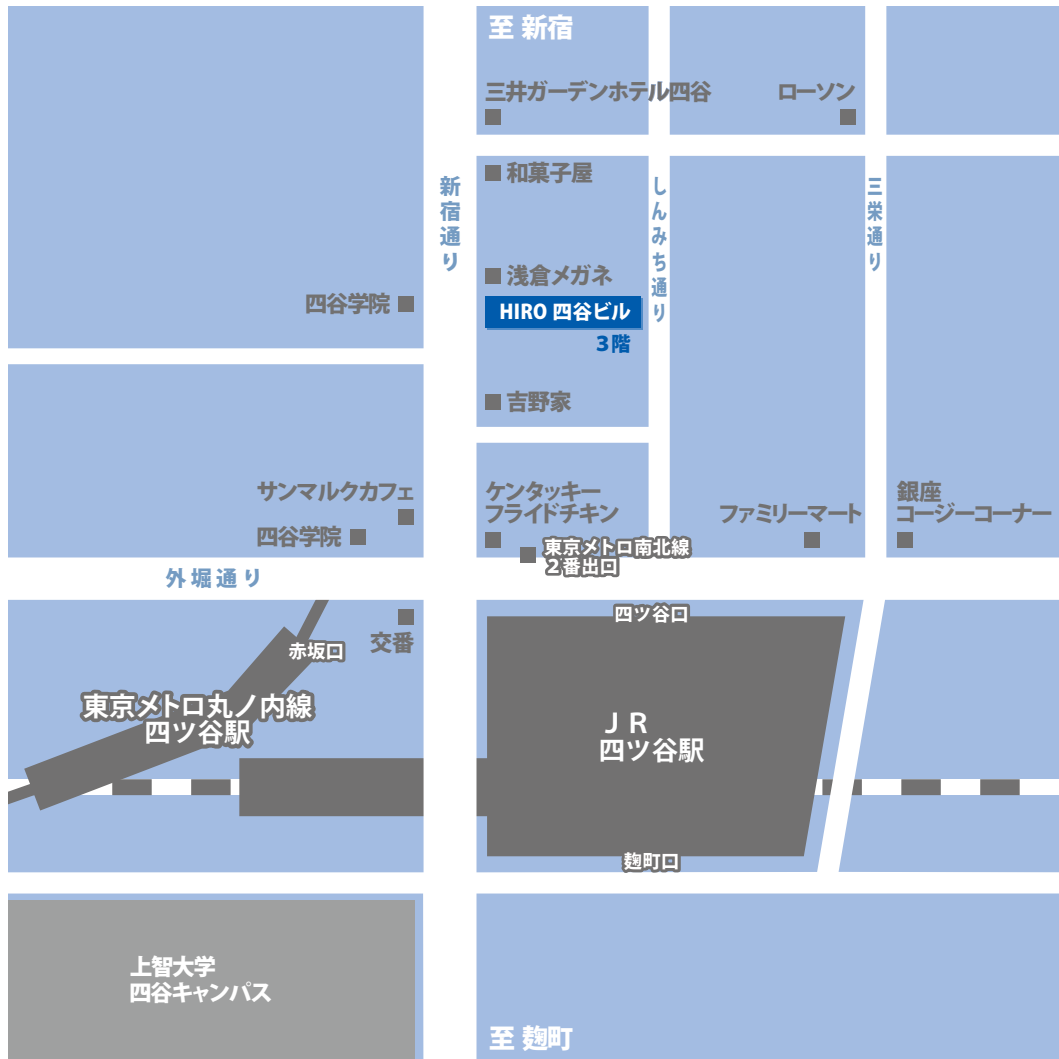 至 新宿
三井ガーデンホテル四谷
ローソン
和菓子屋
新宿通り
しんみち通り
三栄通り
浅倉メガネ
四谷学院
HIRO 四谷ビル
3階
吉野家
サンマルクカフェ
四谷学院
ケンタッキー
フライドチキン
ファミリーマート
銀座
コージーコーナー
東京メトロ南北線
2番出口
外堀通り
四ツ谷口
交番
赤坂口
東京メトロ丸ノ内線
四ツ谷駅
JR
四ツ谷駅
麹町口
上智大学
四谷キャンパス
至 麹町